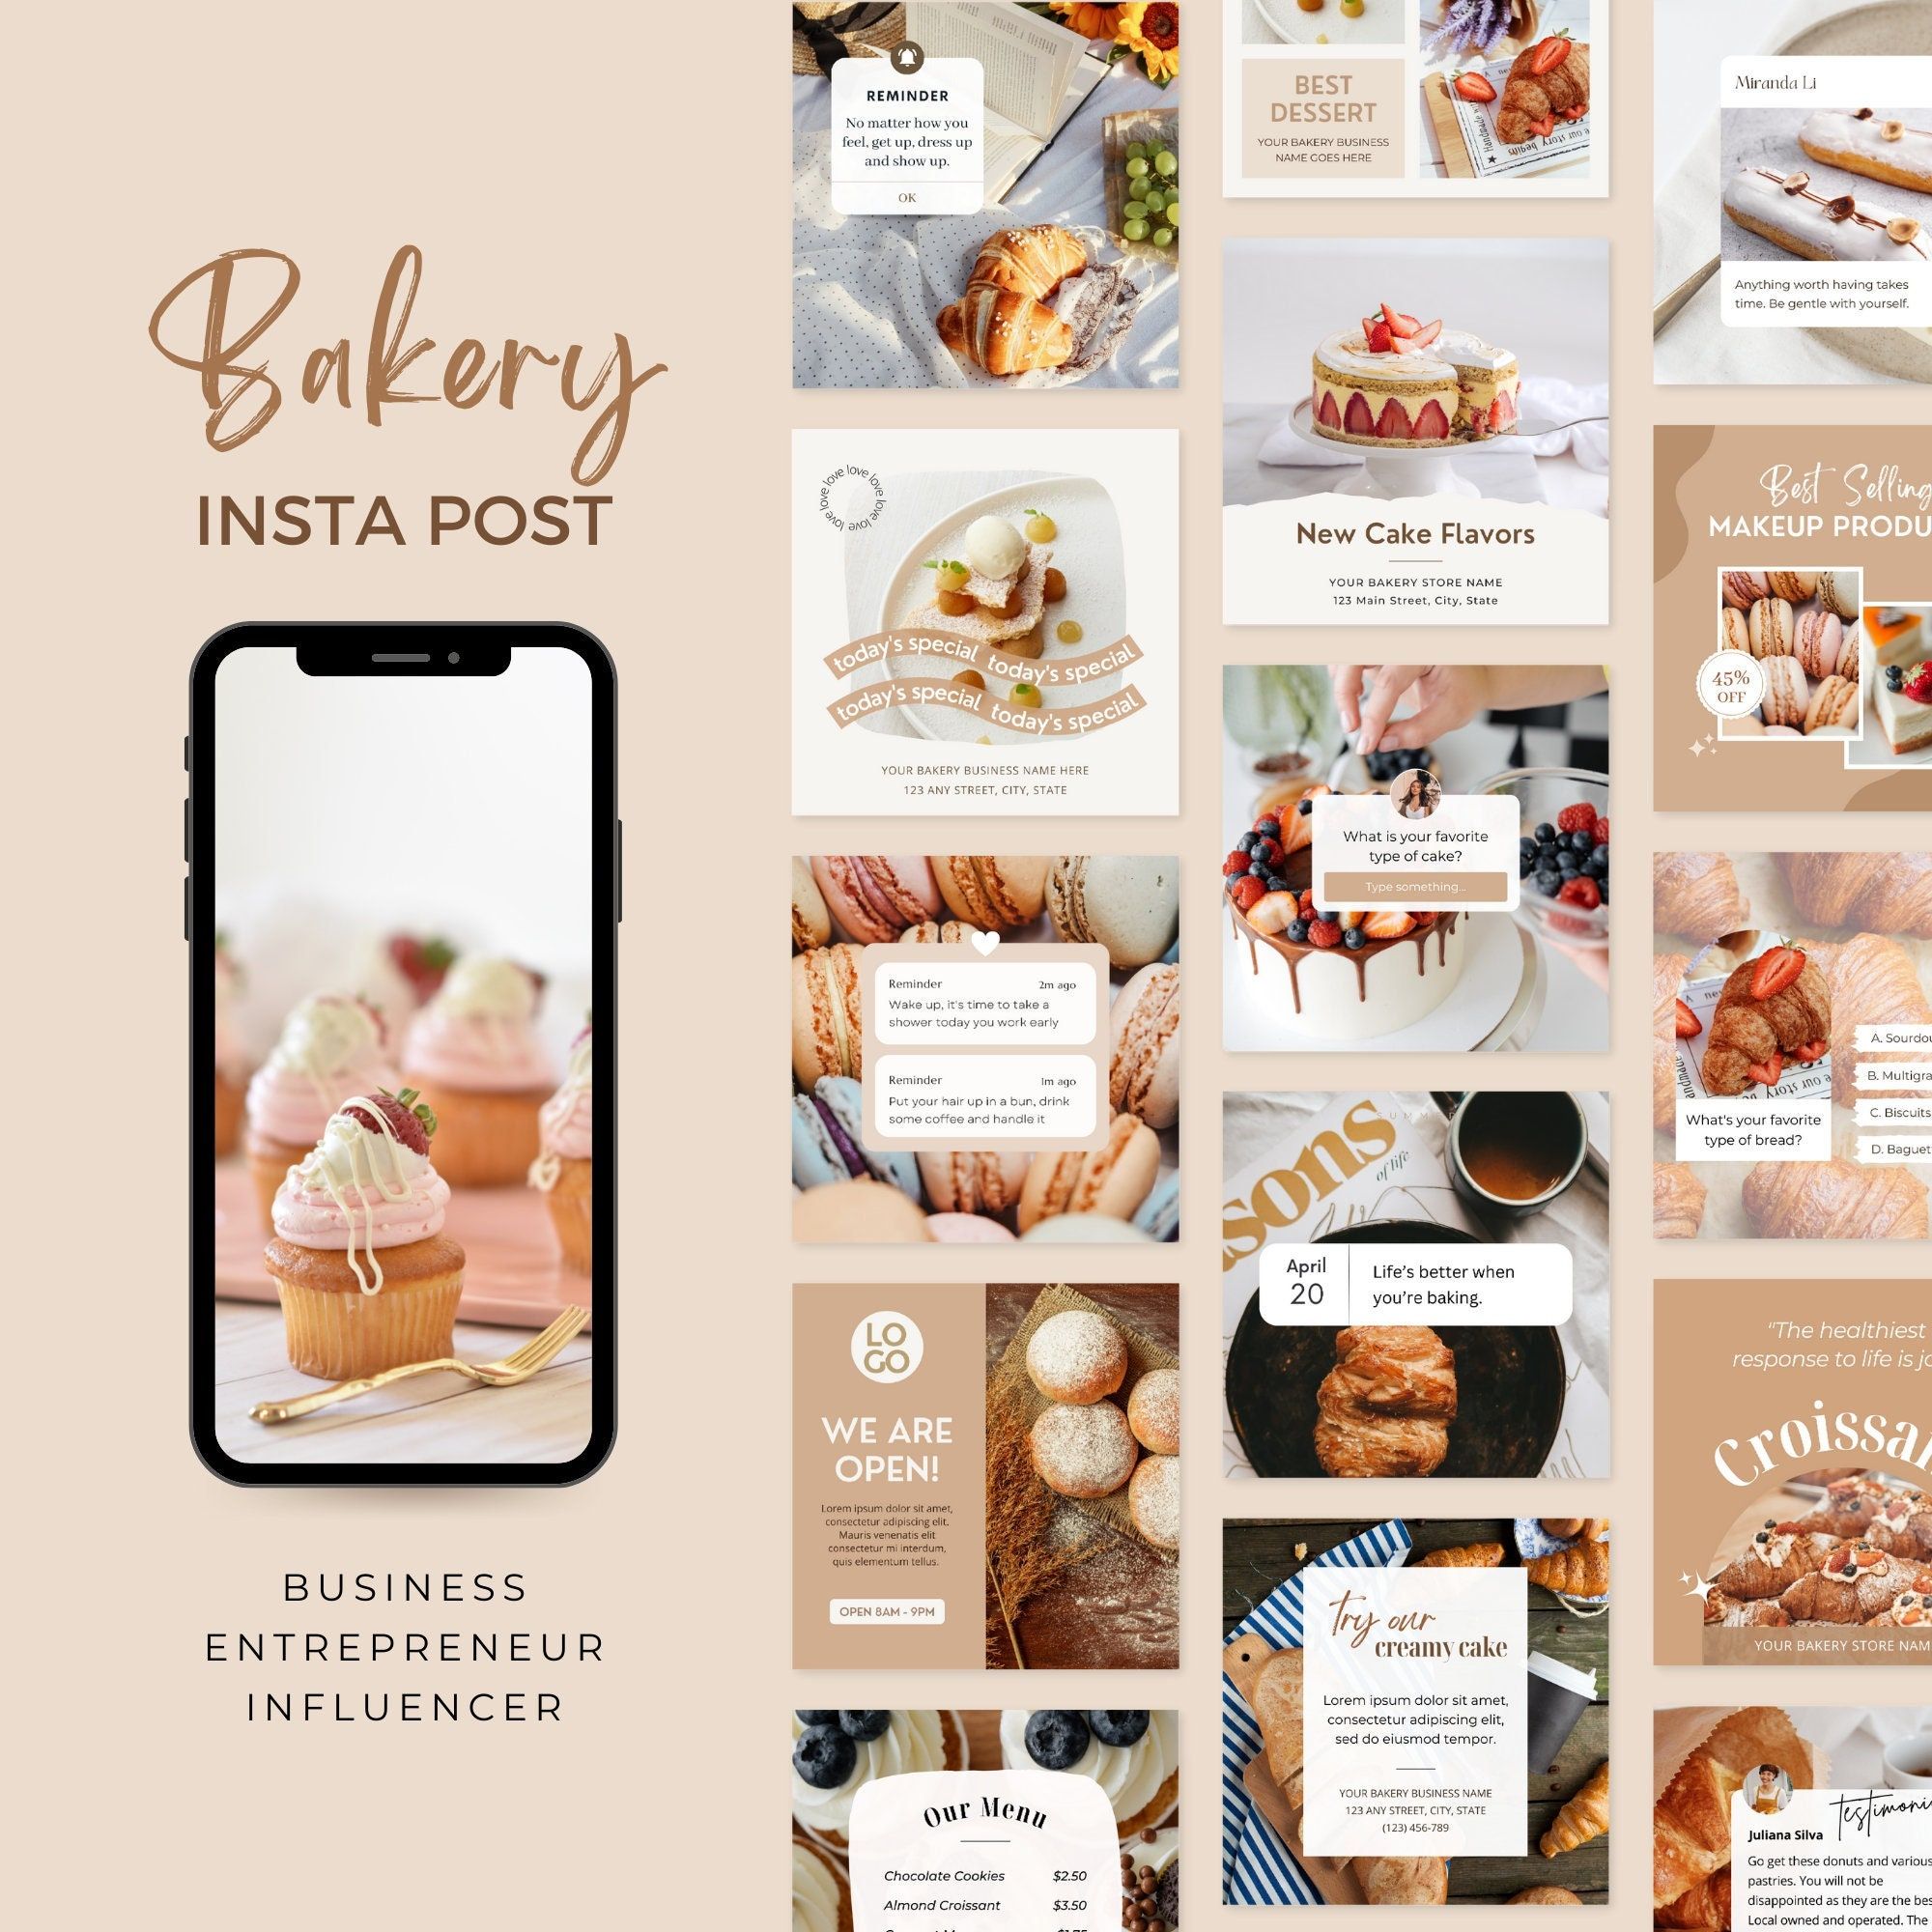 Bakery
INSTA POST
BUSINESS
ENTREPRENEUR
INFLUENCER
REMINDER
No matter how you
feel, get up, dress up
and show up.
OK
love love love love love love love
today's special today's special
today's special today's special
YOUR BAKERY BUSINESS NAME HERE
123 ANY STREET, CITY, STATE
Reminder 2m ago
Wake up, it's time to take a
shower today you work early
Reminder 1m ago
Put your hair up in a bun, drink
some coffee and handle it
LO
GO
WE ARE
OPEN!
Lorem ipsum dolor sit amet,
consectetur adipiscing elit.
Mauris venenatis elit
consectetur mi interdum,
quis elementum tellus.
OPEN 8AM - 9PM
Our Menu
Chocolate Cookies $2.50
Almond Croissant $3.50
BEST
DESSERT
YOUR BAKERY BUSINESS
NAME GOES HERE
Handmade
our story
begins
New Cake Flavors
YOUR BAKERY STORE NAME
123 Main Street, City, State
What is your favorite
type of cake?
Type something...
SUMMER
sons
of life
April
20
Life's better when
you're baking.
try our
creamy cake
Lorem ipsum dolor sit amet,
consectetur adipiscing elit,
sed do eiusmod tempor.
YOUR BAKERY BUSINESS NAME
123 ANY STREET, CITY, STATE
(123) 456-789
Miranda Li
Anything worth having takes
time. Be gentle with yourself.
Best Selling
MAKEUP PRODU
45%
OFF
What's your favorite
type of bread?
A. Sourdou
B. Multigra
C. Biscuits
D. Baguet
"The healthiest
response to life is jo
Croissan
YOUR BAKERY STORE NAM
testimoni
Juliana Silva
Go get these donuts and various
pastries. You will not be
disappointed as they are the bes
Local owned and operated. The